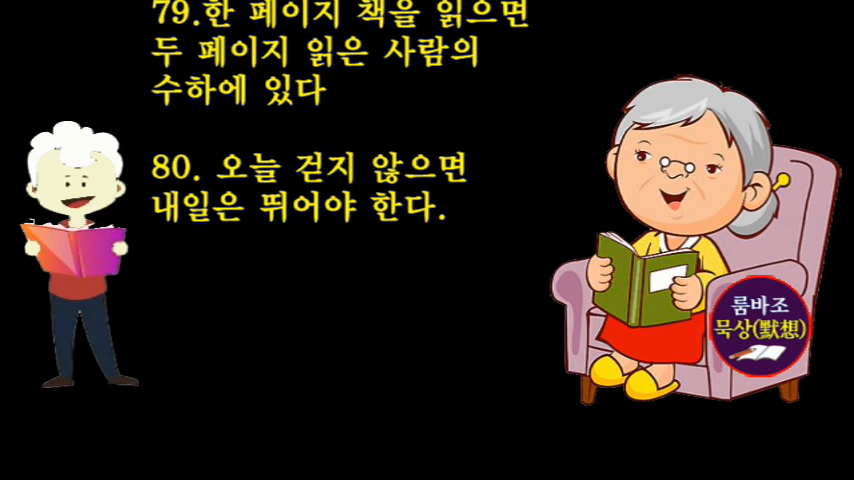 79.한 페이지 책을 읽으면
두 페이지 읽은 사람의
수하에 있다
80. 오늘 걷지 않으면
내일은 뛰어야 한다.
룸바조
묵상(默想)